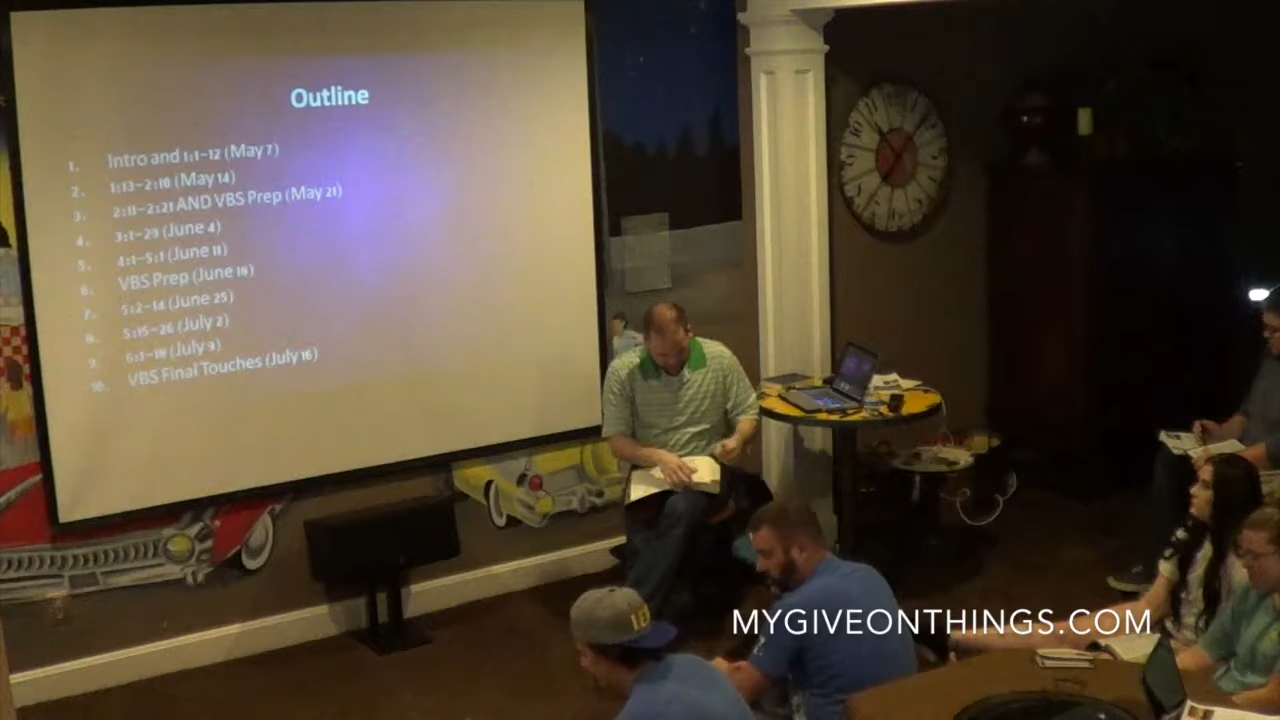 Outline
1. Intro and 1:1-12 (May 7)
2. 1:13-2:10 (May 14)
3. 2:11-2:21 AND VBS Prep (May 21)
4. 3:1-29 (June 4)
5. 4:1-5:1 (June 11)
6. VBS Prep (June 18)
7. 5:2-14 (June 25)
8. 5:15-26 (July 2)
9. 6:1-18 (July 9)
10. VBS Final Touches (July 16)
MYGIVEONTHINGS.COM